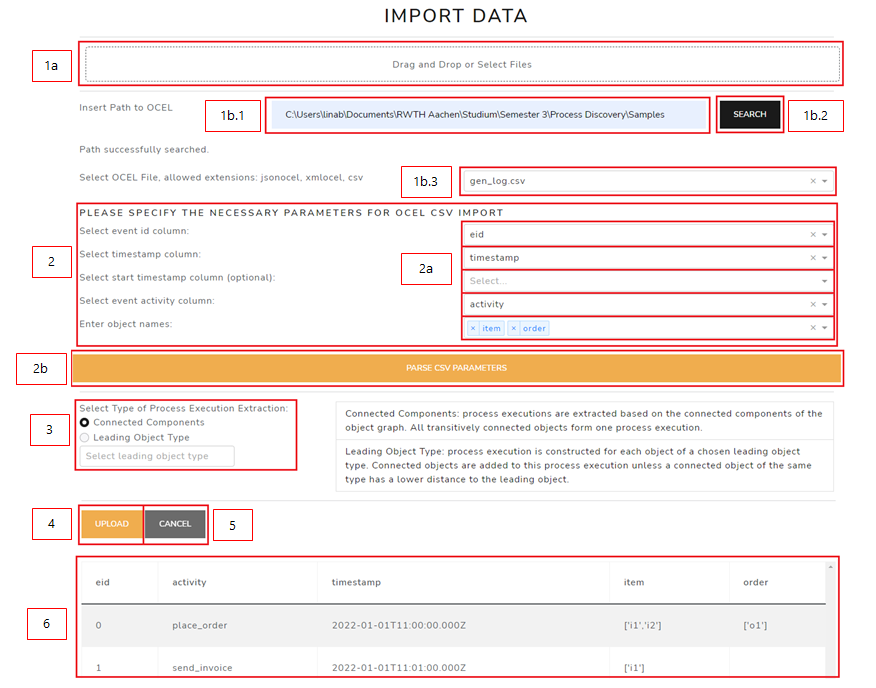 IMPORT DATA
1a
Drag and Drop or Select Files
Insert Path to OCEL
1b.1
C:\Users\linab\Documents\RWTH Aachen\Studium\Semester 3\Process Discovery\Samples
SEARCH
1b.2
Path successfully searched.
Select OCEL File, allowed extensions: jsonocel, xmlocel, csv
1b.3
gen_log.csv
×
PLEASE SPECIFY THE NECESSARY PARAMETERS FOR OCEL CSV IMPORT
2
Select event id column:
eid
×
Select timestamp column:
2a
timestamp
×
Select start timestamp column (optional):
Select...
Select event activity column:
activity
×
Enter object names:
× item
× order
×
2b
PARSE CSV PARAMETERS
3
Select Type of Process Execution Extraction:
Connected Components
Leading Object Type
Select leading object type
Connected Components: process executions are extracted based on the connected components of the
object graph. All transitively connected objects form one process execution.
Leading Object Type: process execution is constructed for each object of a chosen leading object
type. Connected objects are added to this process execution unless a connected object of the same
type has a lower distance to the leading object.
4
UPLOAD
CANCEL
5
6
eid activity timestamp item order
0 place_order 2022-01-01T11:00:00.000Z ['i1','i2'] ['o1']
1 send_invoice 2022-01-01T11:01:00.000Z ['i1']